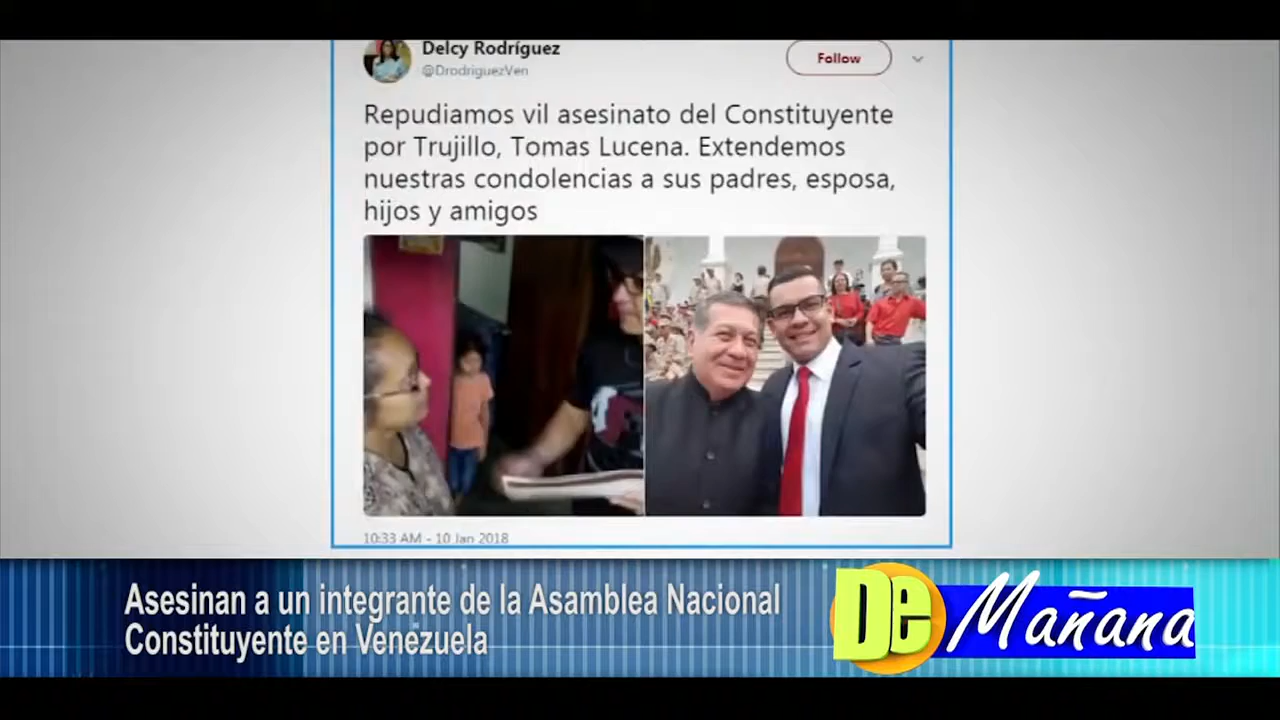 Delcy Rodríguez
@DrodriguezVen
Follow
Repudiamos vil asesinato del Constituyente
por Trujillo, Tomas Lucena. Extendemos
nuestras condolencias a sus padres, esposa,
hijos y amigos
10:33 AM - 10 Jan 2018
Asesinan a un integrante de la Asamblea Nacional
Constituyente en Venezuela
De Mañana